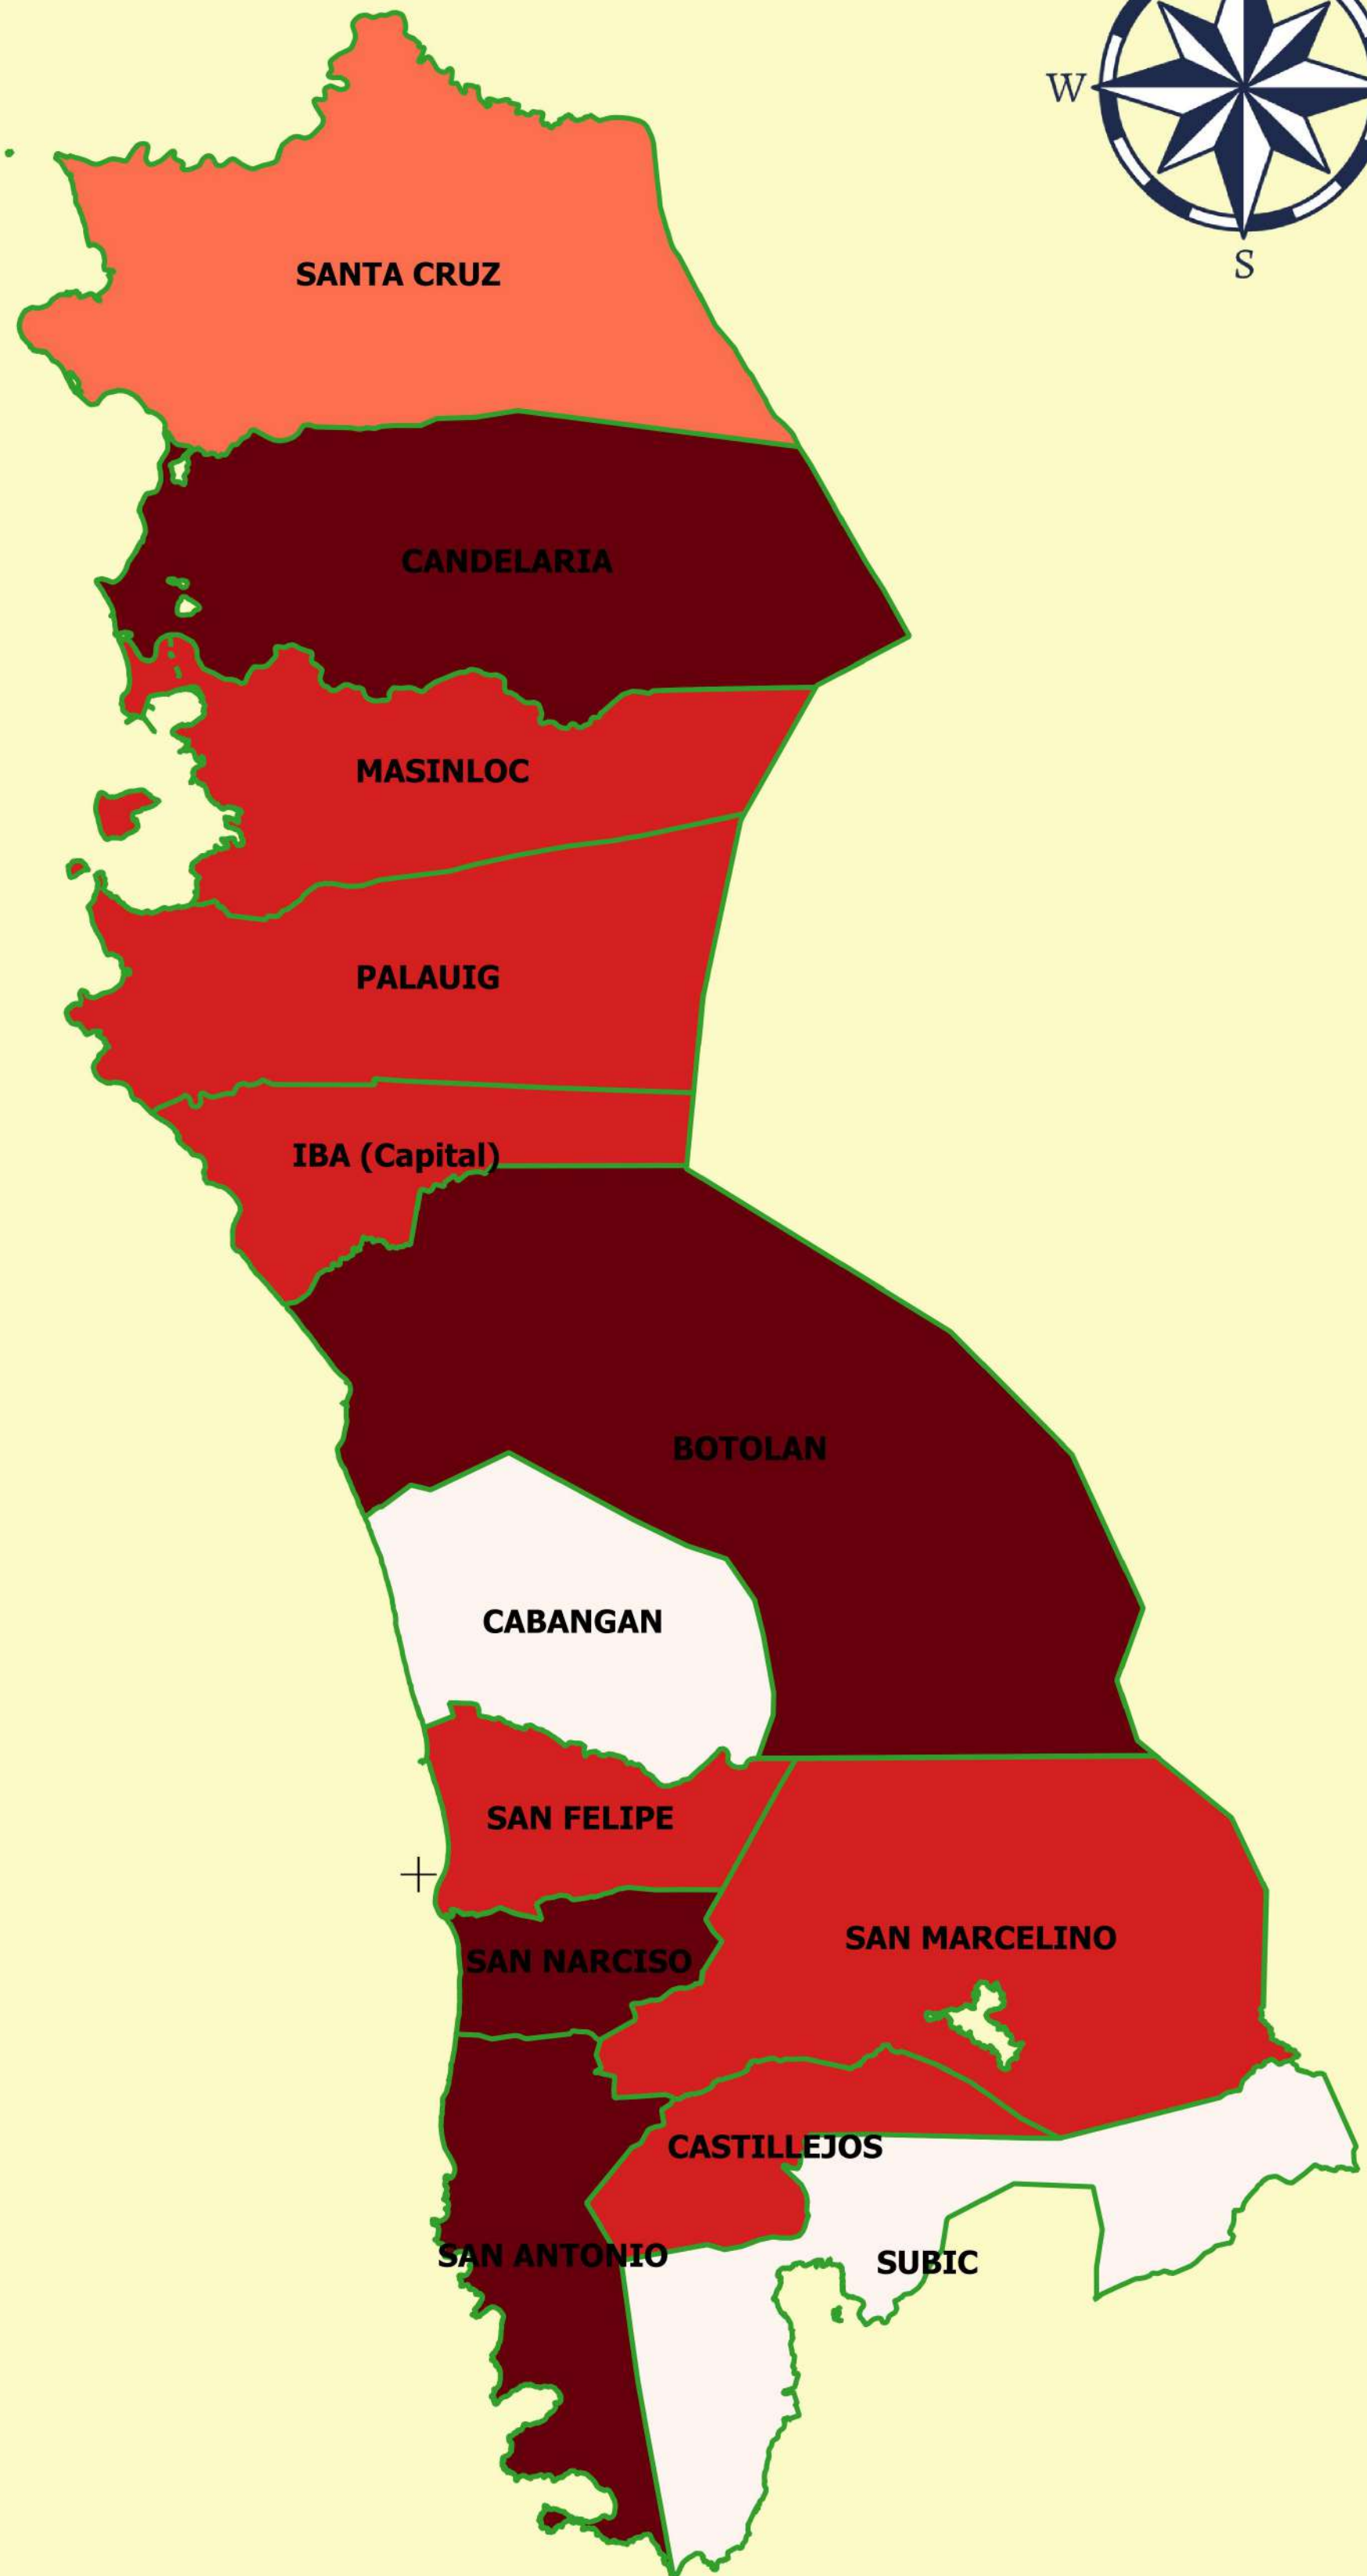 W
S
SANTA CRUZ
CANDELARIA
MASINLOC
PALAUIG
IBA (Capital)
BOTOLAN
CABANGAN
SAN FELIPE
SAN MARCELINO
SAN NARCISO
CASTILLEJOS
SAN ANTONIO
SUBIC